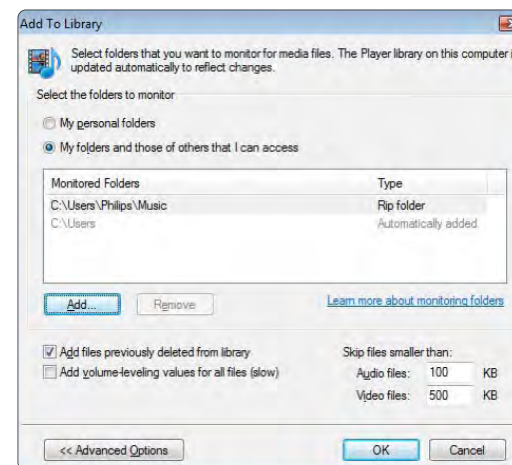 Add To Library
Select folders that you want to monitor for media files. The Player library on this computer
updated automatically to reflect changes.
Select the folders to monitor
My personal folders
My folders and those of others that I can access
Monitored Folders Type
C:\Users\Philips\Music Rip folder
C:\Users Automatically added
Add... Remove Learn more about monitoring folders
Add files previously deleted from library Skip files smaller than:
Add volume-leveling values for all files (slow) Audio files: 100 KB
Video files: 500 KB
<< Advanced Options OK Cancel